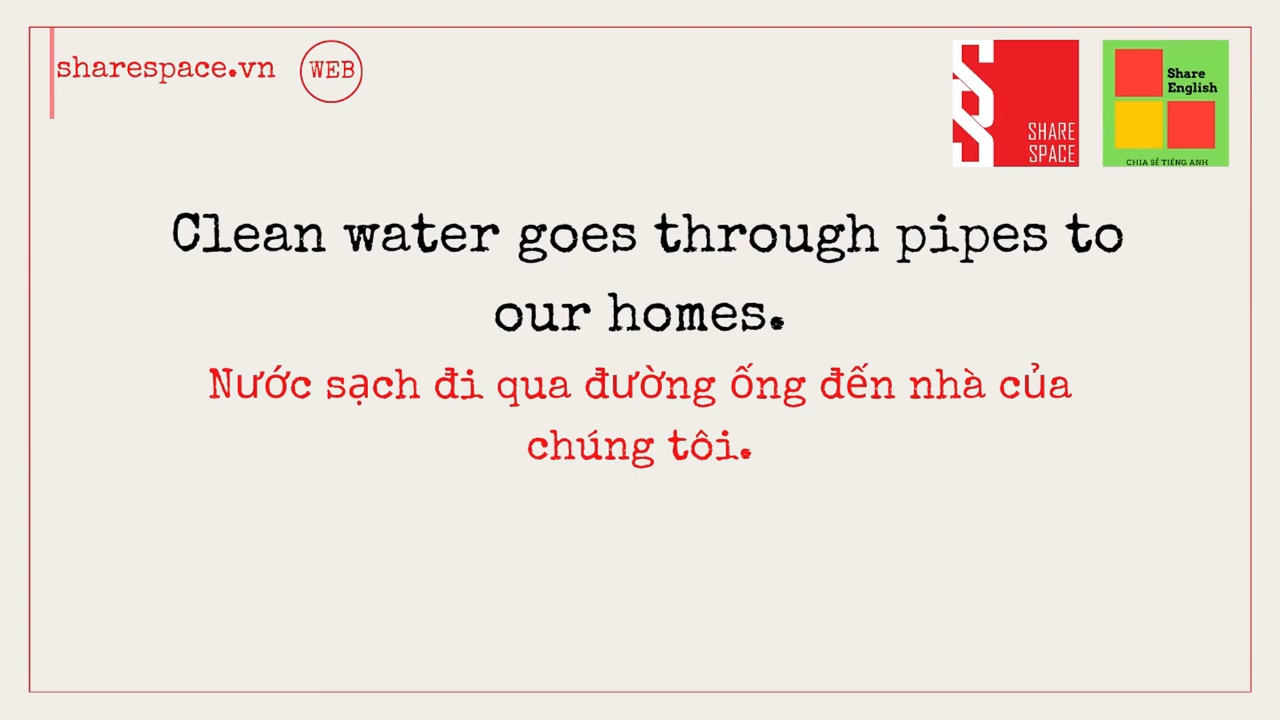 sharespace.vn WEB
SHARE
SPACE
Share
English
CHIA SẺ TIẾNG ANH
Clean water goes through pipes to
our homes.
Nước sạch đi qua đường ống đến nhà của
chúng tôi.